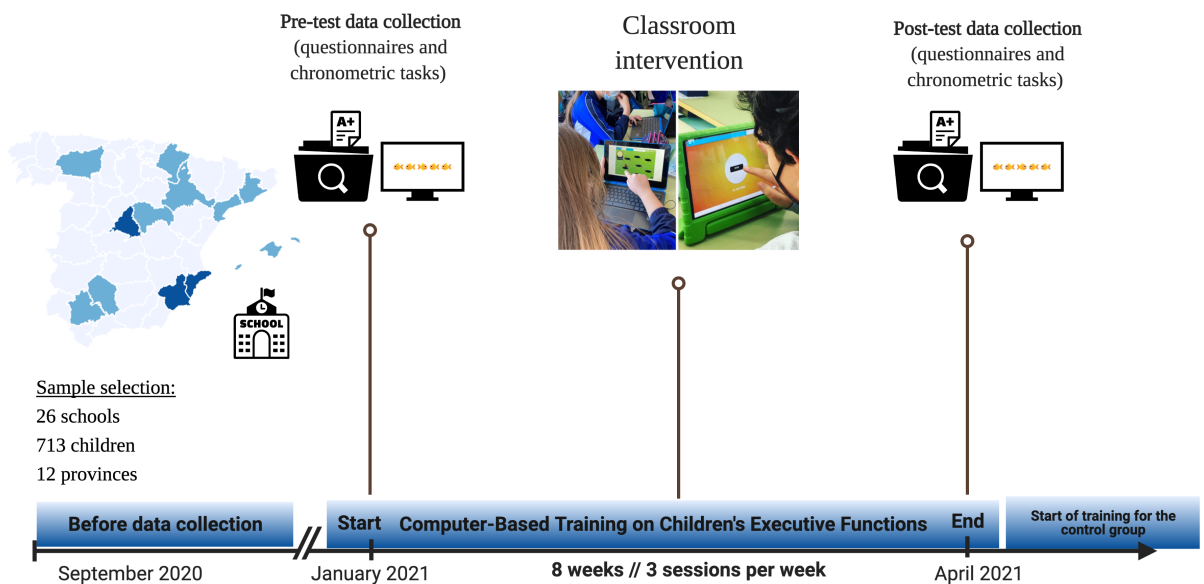 Pre-test data collection
(questionnaires and
chronometric tasks)
Classroom
intervention
Post-test data collection
(questionnaires and
chronometric tasks)
A+
A+
SCHOOL
Sample selection:
26 schools
713 children
12 provinces
Before data collection
Start
Computer-Based Training on Children's Executive Functions
End
Start of training for the
control group
September 2020
January 2021
8 weeks // 3 sessions per week
April 2021